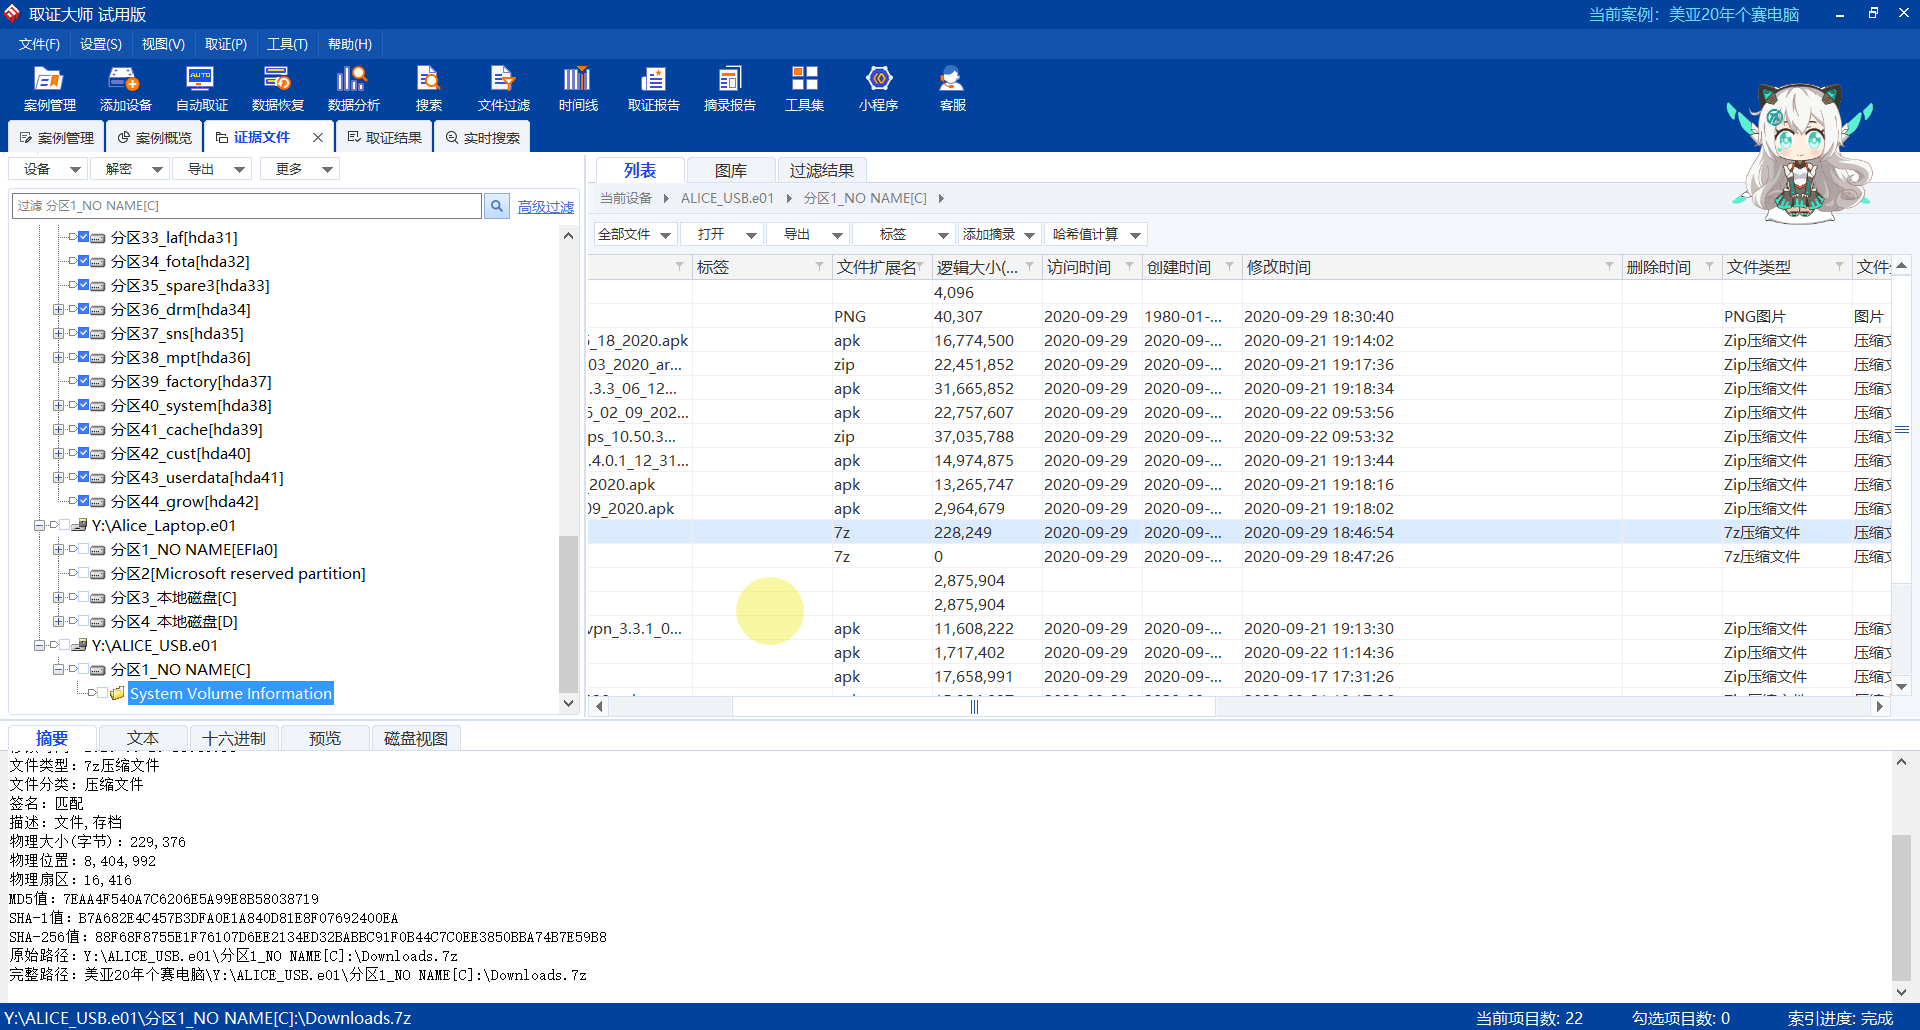 取证大师 试用版
当前案例：美亚20年个赛电脑
文件(F) 设置(S) 视图(V) 取证(P) 工具(T) 帮助(H)
案例管理 添加设备 自动取证 数据恢复 数据分析 搜索 文件过滤 时间线 取证报告 摘录报告 工具集 小程序 客服
案例管理 案例概览 证据文件 取证结果 实时搜索
设备 解密 导出 更多
过滤 分区1_NO NAME[C]
高级过滤
分区33_laf[hda31]
分区34_fota[hda32]
分区35_spare3[hda33]
分区36_drm[hda34]
分区37_sns[hda35]
分区38_mpt[hda36]
分区39_factory[hda37]
分区40_system[hda38]
分区41_cache[hda39]
分区42_cust[hda40]
分区43_userdata[hda41]
分区44_grow[hda42]
Y:\Alice_Laptop.e01
分区1_NO NAME[EFIa0]
分区2[Microsoft reserved partition]
分区3_本地磁盘[C]
分区4_本地磁盘[D]
Y:\ALICE_USB.e01
分区1_NO NAME[C]
System Volume Information
列表 图库 过滤结果
当前设备 ALICE_USB.e01 分区1_NO NAME[C]
全部文件 打开 导出 标签 添加摘录 哈希值计算
标签 文件扩展名 逻辑大小(... 访问时间 创建时间 修改时间 删除时间 文件类型 文件
4,096
PNG 40,307 2020-09-29 1980-01-... 2020-09-29 18:30:40 PNG图片 图片
_18_2020.apk apk 16,774,500 2020-09-29 2020-09-... 2020-09-21 19:14:02 Zip压缩文件 压缩文
03_2020_ar... zip 22,451,852 2020-09-29 2020-09-... 2020-09-21 19:17:36 Zip压缩文件 压缩文
.3.3_06_12... apk 31,665,852 2020-09-29 2020-09-... 2020-09-21 19:18:34 Zip压缩文件 压缩文
_02_09_202... apk 22,757,607 2020-09-29 2020-09-... 2020-09-22 09:53:56 Zip压缩文件 压缩文
ps_10.50.3... zip 37,035,788 2020-09-29 2020-09-... 2020-09-22 09:53:32 Zip压缩文件 压缩文
.4.0.1_12_31... apk 14,974,875 2020-09-29 2020-09-... 2020-09-21 19:13:44 Zip压缩文件 压缩文
_2020.apk apk 13,265,747 2020-09-29 2020-09-... 2020-09-21 19:18:16 Zip压缩文件 压缩文
09_2020.apk apk 2,964,679 2020-09-29 2020-09-... 2020-09-21 19:18:02 Zip压缩文件 压缩文
7z 228,249 2020-09-29 2020-09-... 2020-09-29 18:46:54 7z压缩文件 压缩文
7z 0 2020-09-29 2020-09-... 2020-09-29 18:47:26 7z压缩文件 压缩文
2,875,904
2,875,904
vpn_3.3.1_0... apk 11,608,222 2020-09-29 2020-09-... 2020-09-21 19:13:30 Zip压缩文件 压缩文
apk 1,717,402 2020-09-29 2020-09-... 2020-09-22 11:14:36 Zip压缩文件 压缩文
apk 17,658,991 2020-09-29 2020-09-... 2020-09-17 17:31:26 Zip压缩文件 压缩文
摘要 文本 十六进制 预览 磁盘视图
文件类型：7z压缩文件
文件分类：压缩文件
签名：匹配
描述：文件,存档
物理大小(字节)：229,376
物理位置：8,404,992
物理扇区：16,416
MD5值：7EAA4F540A7C6206E5A99E8B58038719
SHA-1值：B7A682E4C457B3DFA0E1A840D81E8F07692400EA
SHA-256值：88F68F8755E1F76107D6EE2134ED32BABBC91F0B44C7C0EE3850BBA74B7E59B8
原始路径：Y:\ALICE_USB.e01\分区1_NO NAME[C]:\Downloads.7z
完整路径：美亚20年个赛电脑\Y:\ALICE_USB.e01\分区1_NO NAME[C]:\Downloads.7z
Y:\ALICE_USB.e01\分区1_NO NAME[C]:\Downloads.7z
当前项目数: 22 勾选项目数: 0 索引进度: 完成